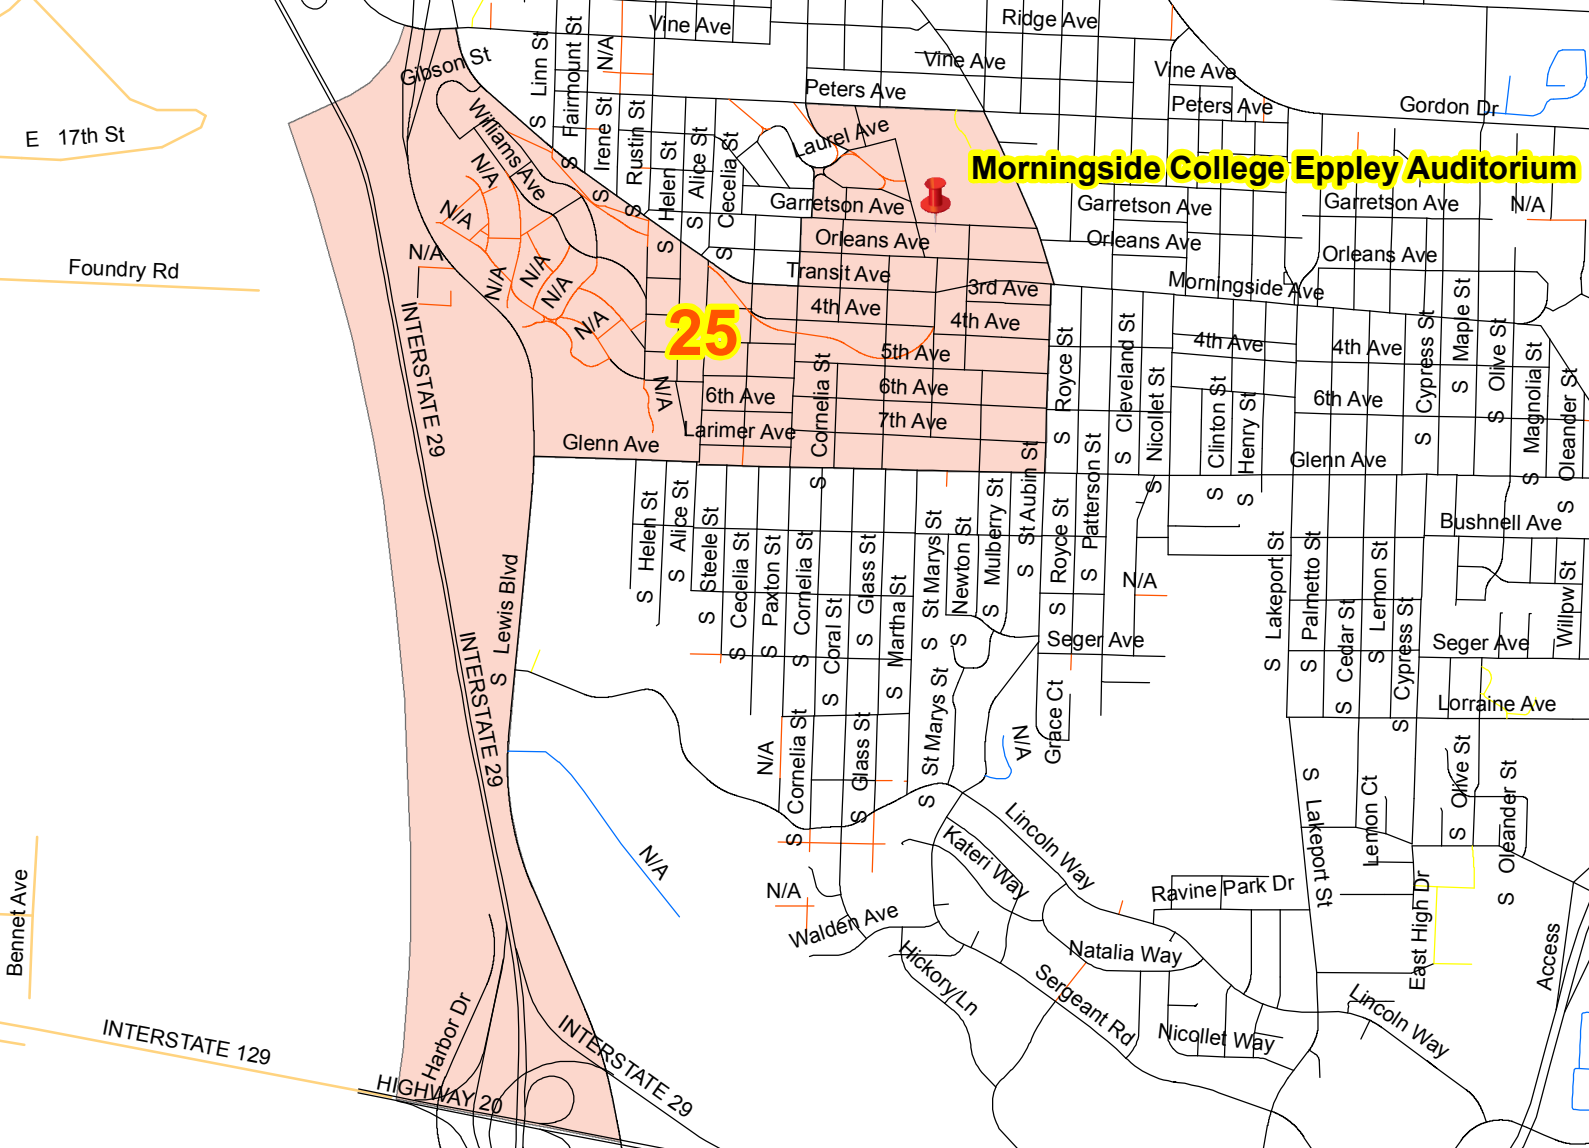 Vine Ave
Ridge Ave
Vine Ave
Vine Ave
Gibson St
S Linn St
S Fairmount St
N/A
Peters Ave
Peters Ave
Gordon Dr
E 17th St
Williams Ave
S Irene St
S Rustin St
S Helen St
S Alice St
S Cecelia St
Laurel Ave
Morningside College Eppley Auditorium
N/A
N/A
N/A
N/A
N/A
N/A
N/A
Garretson Ave
Garretson Ave
Garretson Ave
N/A
Orleans Ave
Orleans Ave
Orleans Ave
Foundry Rd
Transit Ave
3rd Ave
Morningside Ave
4th Ave
4th Ave
4th Ave
4th Ave
25
INTERSTATE 29
5th Ave
6th Ave
6th Ave
6th Ave
7th Ave
N/A
Larimer Ave
Glenn Ave
Glenn Ave
S Cornelia St
S Royce St
S Cleveland St
S Nicollet St
S Clinton St
S Henry St
S Cypress St
S Maple St
S Olive St
S Magnolia St
S Oleander St
S Helen St
S Alice St
S Steele St
S Cecelia St
S Paxton St
S Cornelia St
S Coral St
S Glass St
S Martha St
S St Marys St
S Newton St
S Mulberry St
S St Aubin St
S Royce St
S Patterson St
N/A
Bushnell Ave
S Lakeport St
S Palmetto St
S Cedar St
S Lemon St
S Cypress St
Willow St
Seger Ave
Seger Ave
Lorraine Ave
S Lewis Blvd
INTERSTATE 29
Grace Ct
N/A
N/A
S Cornelia St
S Glass St
S St Marys St
S Lakeport St
Lemon Ct
S Olive St
S Oleander St
N/A
Lincoln Way
Kateri Way
N/A
Walden Ave
Ravine Park Dr
East High Dr
Access
Bennet Ave
Natalia Way
Hickory Ln
Sergeant Rd
Nicollet Way
Lincoln Way
Harbor Dr
INTERSTATE 129
INTERSTATE 29
HIGHWAY 20